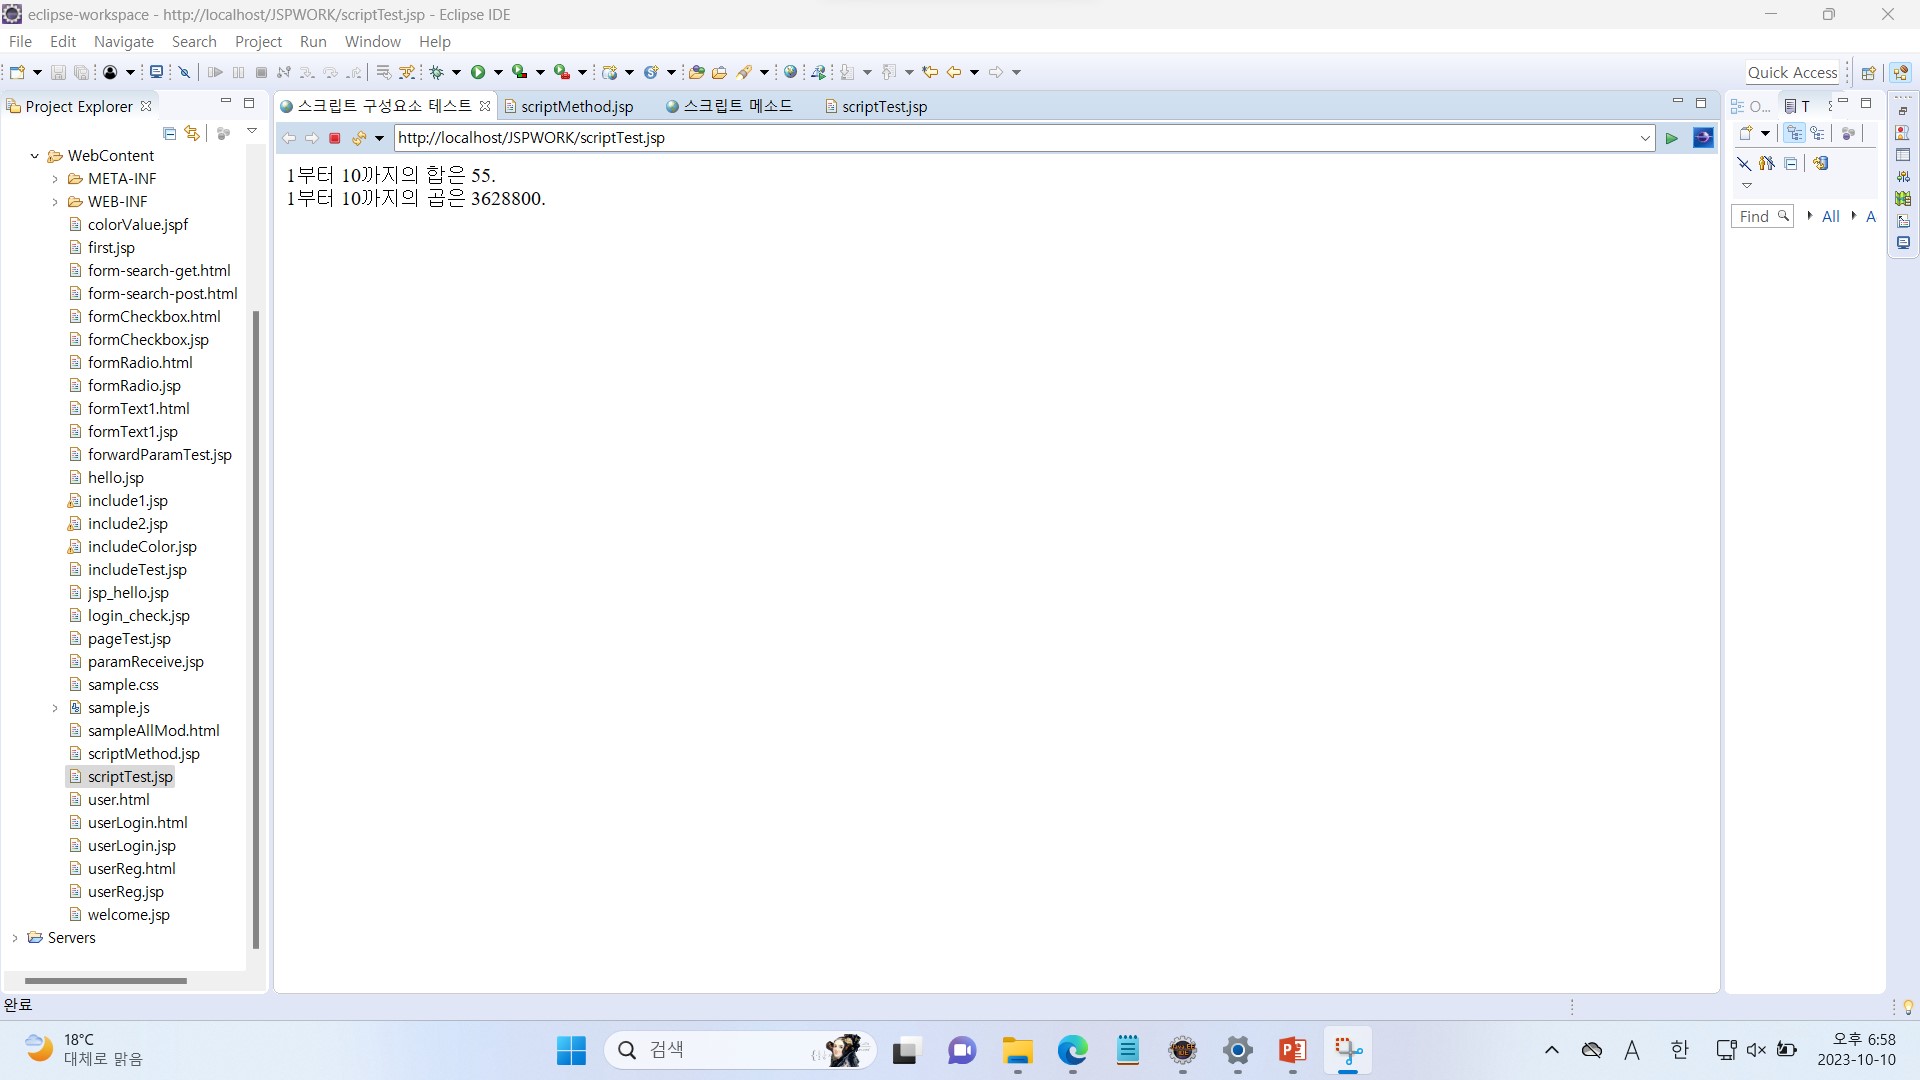 eclipse-workspace - http://localhost/JSPWORK/scriptTest.jsp - Eclipse IDE
File Edit Navigate Search Project Run Window Help
Quick Access
Project Explorer
WebContent
META-INF
WEB-INF
colorValue.jspf
first.jsp
form-search-get.html
form-search-post.html
formCheckbox.html
formCheckbox.jsp
formRadio.html
formRadio.jsp
formText1.html
formText1.jsp
forwardParamTest.jsp
hello.jsp
include1.jsp
include2.jsp
includeColor.jsp
includeTest.jsp
jsp_hello.jsp
login_check.jsp
pageTest.jsp
paramReceive.jsp
sample.css
sample.js
sampleAllMod.html
scriptMethod.jsp
scriptTest.jsp
user.html
userLogin.html
userLogin.jsp
userReg.html
userReg.jsp
welcome.jsp
Servers
스크립트 구성요소 테스트 scriptMethod.jsp 스크립트 메소드 scriptTest.jsp
http://localhost/JSPWORK/scriptTest.jsp
1부터 10까지의 합은 55.
1부터 10까지의 곱은 3628800.
O... T
Find All A
완료
18°C
대체로 맑음
검색
A 한
오후 6:58
2023-10-10